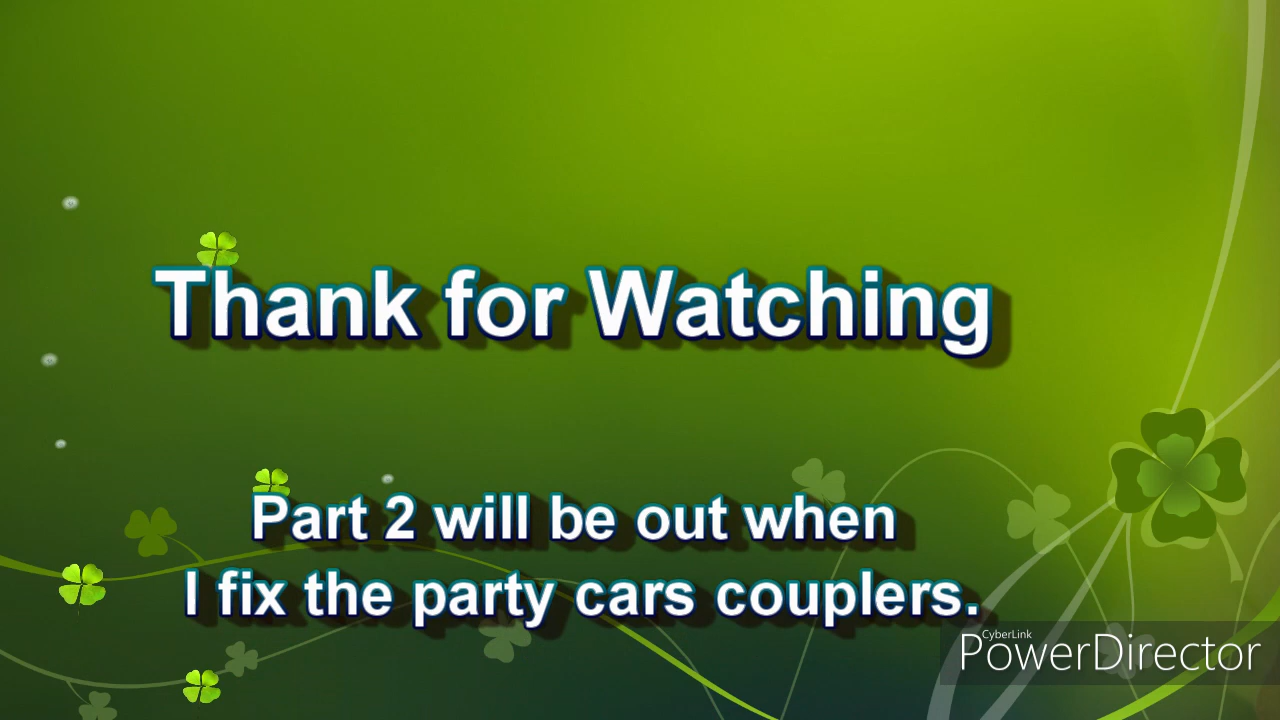 Thank for Watching
Part 2 will be out when
I fix the party cars couplers.
CyberLink
PowerDirector